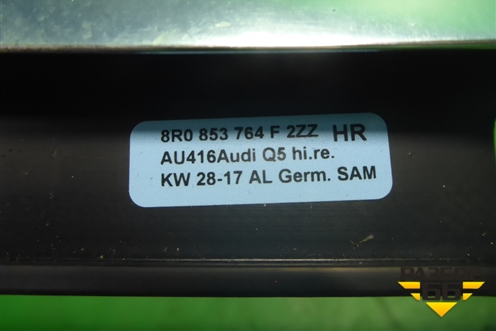 8R0 853 764 F 2ZZ HR
AU416Audi Q5 hi.re.
KW 28-17 AL Germ. SAM